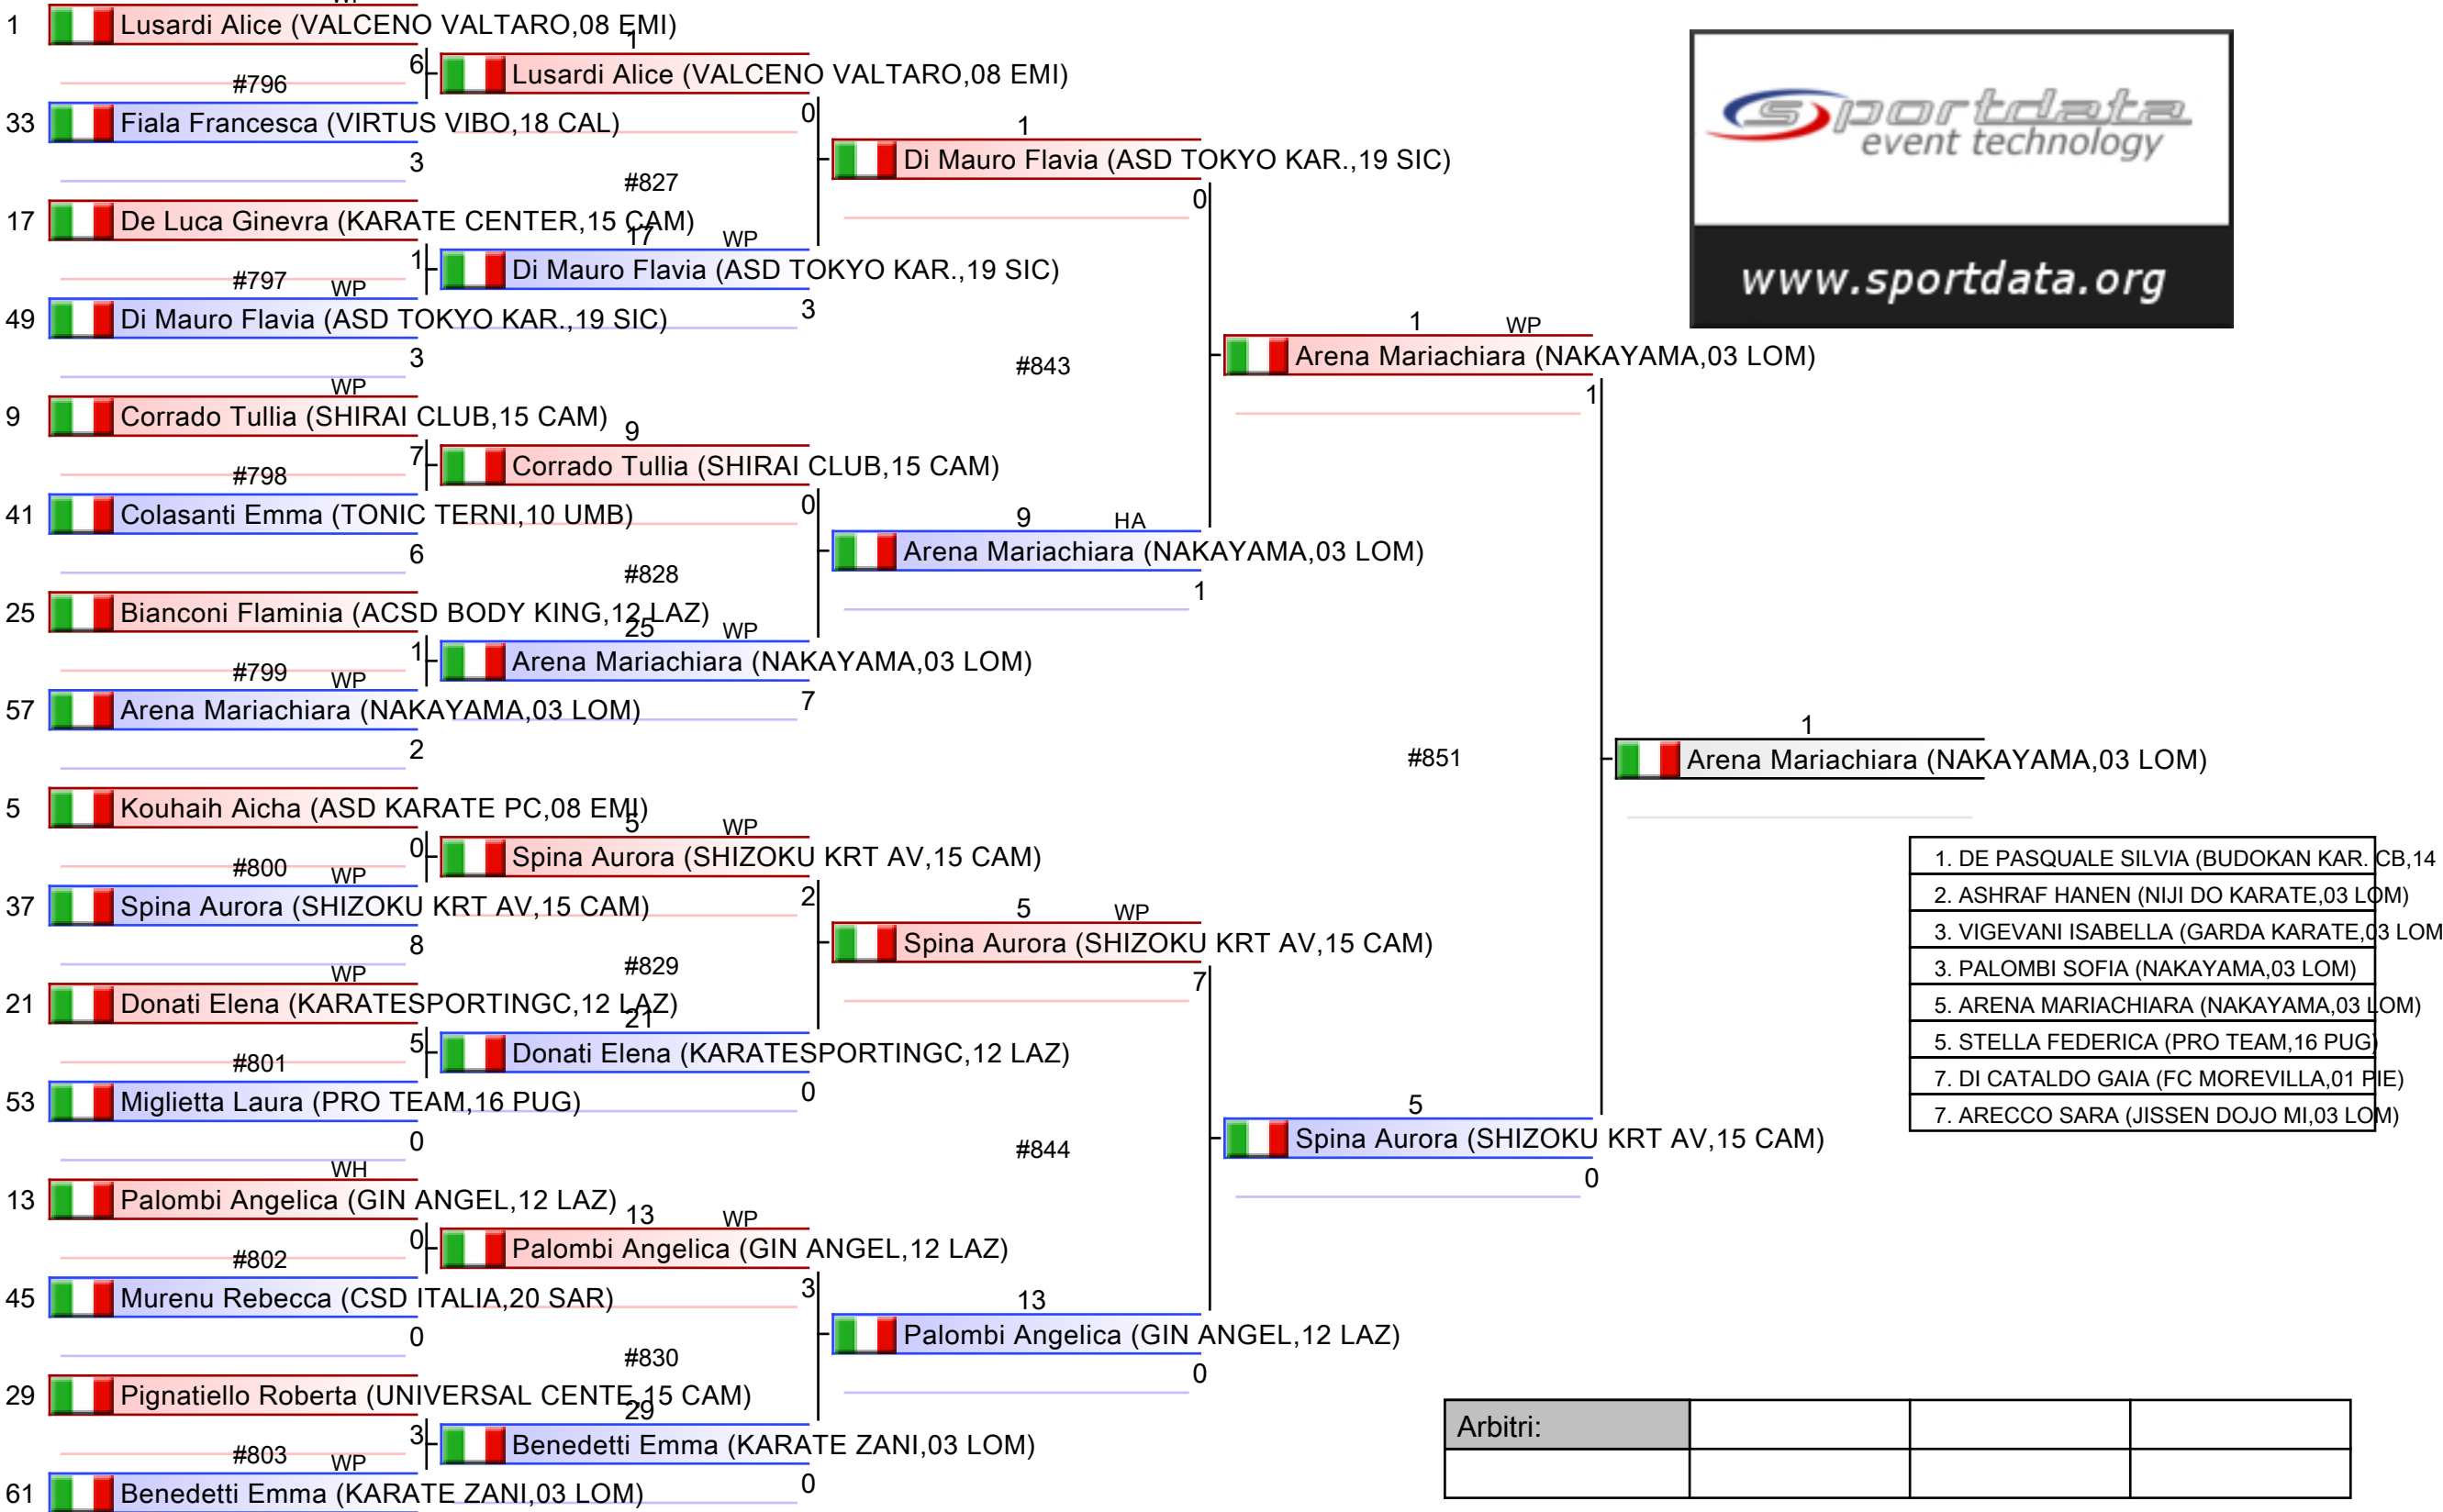 WP
1 Lusardi Alice (VALCENO VALTARO,08 EMI)
6
#796
33 Fiala Francesca (VIRTUS VIBO,18 CAL)
3
17 De Luca Ginevra (KARATE CENTER,15 CAM)
1
#797 WP
49 Di Mauro Flavia (ASD TOKYO KAR.,19 SIC)
3
WP
9 Corrado Tullia (SHIRAI CLUB,15 CAM)
7
#798
41 Colasanti Emma (TONIC TERNI,10 UMB)
6
25 Bianconi Flaminia (ACSD BODY KING,12 LAZ)
1
#799 WP
57 Arena Mariachiara (NAKAYAMA,03 LOM)
2
5 Kouhaih Aicha (ASD KARATE PC,08 EMI)
0
#800 WP
37 Spina Aurora (SHIZOKU KRT AV,15 CAM)
8
WP
21 Donati Elena (KARATESPORTINGC,12 LAZ)
5
#801
53 Miglietta Laura (PRO TEAM,16 PUG)
0
WH
13 Palombi Angelica (GIN ANGEL,12 LAZ)
0
#802
45 Murenu Rebecca (CSD ITALIA,20 SAR)
0
29 Pignatiello Roberta (UNIVERSAL CENTE,15 CAM)
3
#803 WP
61 Benedetti Emma (KARATE ZANI,03 LOM)
1
Lusardi Alice (VALCENO VALTARO,08 EMI)
0
#827
17 WP
Di Mauro Flavia (ASD TOKYO KAR.,19 SIC)
3
9
Corrado Tullia (SHIRAI CLUB,15 CAM)
0
#828
25 WP
Arena Mariachiara (NAKAYAMA,03 LOM)
7
5 WP
Spina Aurora (SHIZOKU KRT AV,15 CAM)
2
#829
21
Donati Elena (KARATESPORTINGC,12 LAZ)
0
13 WP
Palombi Angelica (GIN ANGEL,12 LAZ)
3
#830
29
Benedetti Emma (KARATE ZANI,03 LOM)
0
1
Di Mauro Flavia (ASD TOKYO KAR.,19 SIC)
0
#843
9 HA
Arena Mariachiara (NAKAYAMA,03 LOM)
1
5 WP
Spina Aurora (SHIZOKU KRT AV,15 CAM)
7
#844
13
Palombi Angelica (GIN ANGEL,12 LAZ)
0
1 WP
Arena Mariachiara (NAKAYAMA,03 LOM)
1
#851
5
Spina Aurora (SHIZOKU KRT AV,15 CAM)
0
1
Arena Mariachiara (NAKAYAMA,03 LOM)
sportdata
event technology
www.sportdata.org
1. DE PASQUALE SILVIA (BUDOKAN KAR. CB,14
2. ASHRAF HANEN (NIJI DO KARATE,03 LOM)
3. VIGEVANI ISABELLA (GARDA KARATE,03 LOM
3. PALOMBI SOFIA (NAKAYAMA,03 LOM)
5. ARENA MARIACHIARA (NAKAYAMA,03 LOM)
5. STELLA FEDERICA (PRO TEAM,16 PUG)
7. DI CATALDO GAIA (FC MOREVILLA,01 PIE)
7. ARECCO SARA (JISSEN DOJO MI,03 LOM)
Arbitri: